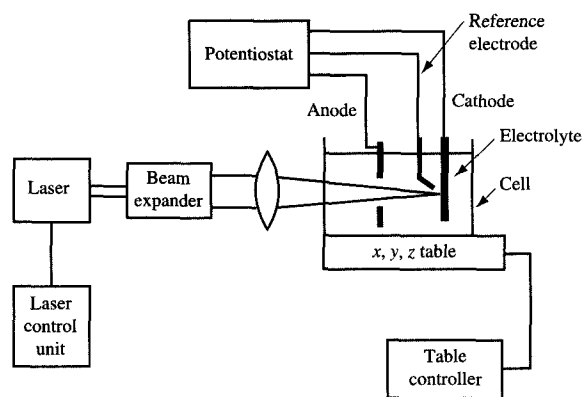 Reference
electrode
Potentiostat
Anode
Cathode
Electrolyte
Laser
Beam
expander
Cell
x, y, z table
Laser
control
unit
Table
controller